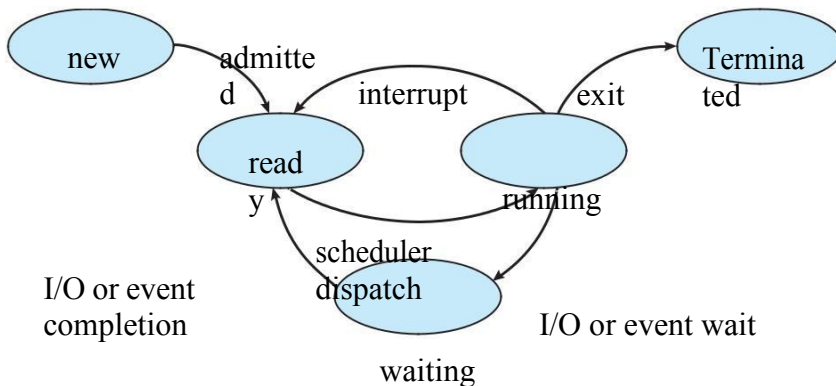 new
admitte
d
interrupt
exit
Termina
ted
read
y
running
scheduler
dispatch
I/O or event
completion
I/O or event wait
waiting